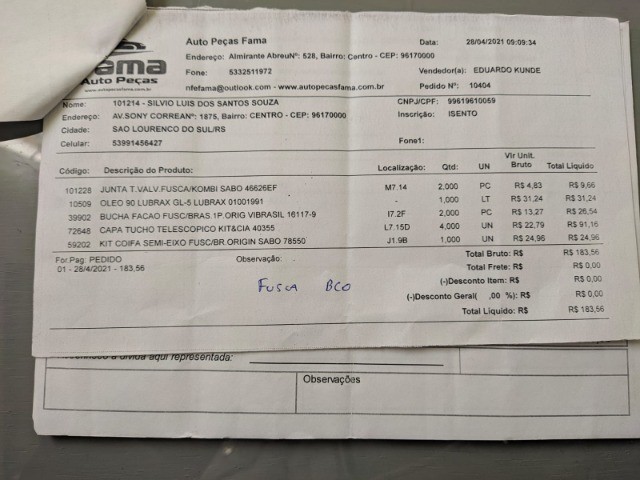 fama
Auto Peças
Auto Peças Fama
Data: 28/04/2021 09:09:34
Endereço: Almirante AbreuNº: 528, Bairro: Centro - CEP: 96170000
Fone: 5332511972
Vendedor(a): EDUARDO KUNDE
nfefama@outlook.com - www.autopecasfama.com.br
Pedido Nº: 10404
Nome: 101214 - SILVIO LUIS DOS SANTOS SOUZA
CNPJ/CPF: 99619610059
Endereço: AV.SONY CORREANº: 1875, Bairro: CENTRO - CEP: 96170000
Inscrição: ISENTO
Cidade: SAO LOURENCO DO SUL/RS
Celular: 53991456427
Fone1:
Código: Descrição do Produto: Localização: Qtd: UN Vlr Unit. Bruto Total Líquido
101228 JUNTA T.VALV.FUSCA/KOMBI SABO 46626EF M7.14 2,000 PC R$ 4,83 R$ 9,66
10509 OLEO 90 LUBRAX GL-5 LUBRAX 01001991 - 1,000 LT R$ 31,24 R$ 31,24
39902 BUCHA FACAO FUSCA/BRAS.1P.ORIG VIBRASIL 16117-9 I7.2F 2,000 PC R$ 13,27 R$ 26,54
72648 CAPA TUCHO TELESCOPICO KIT&CIA 40355 L7.15D 4,000 UN R$ 22,79 R$ 91,16
59202 KIT COIFA SEMI-EIXO FUSC/BR.ORIGIN SABO 78550 J1.9B 1,000 UN R$ 24,96 R$ 24,96
For.Pag: PEDIDO
Observação:
Total Bruto: R$ R$ 183,56
01 - 28/4/2021 - 183,56
Total Frete: R$ R$ 0,00
(-)Desconto Item: R$ R$ 0,00
FUSCA BCO
(-)Desconto Geral( ,00 %): R$ R$ 0,00
Total Líquido: R$ R$ 183,56
a dívida aqui representada:
Observações